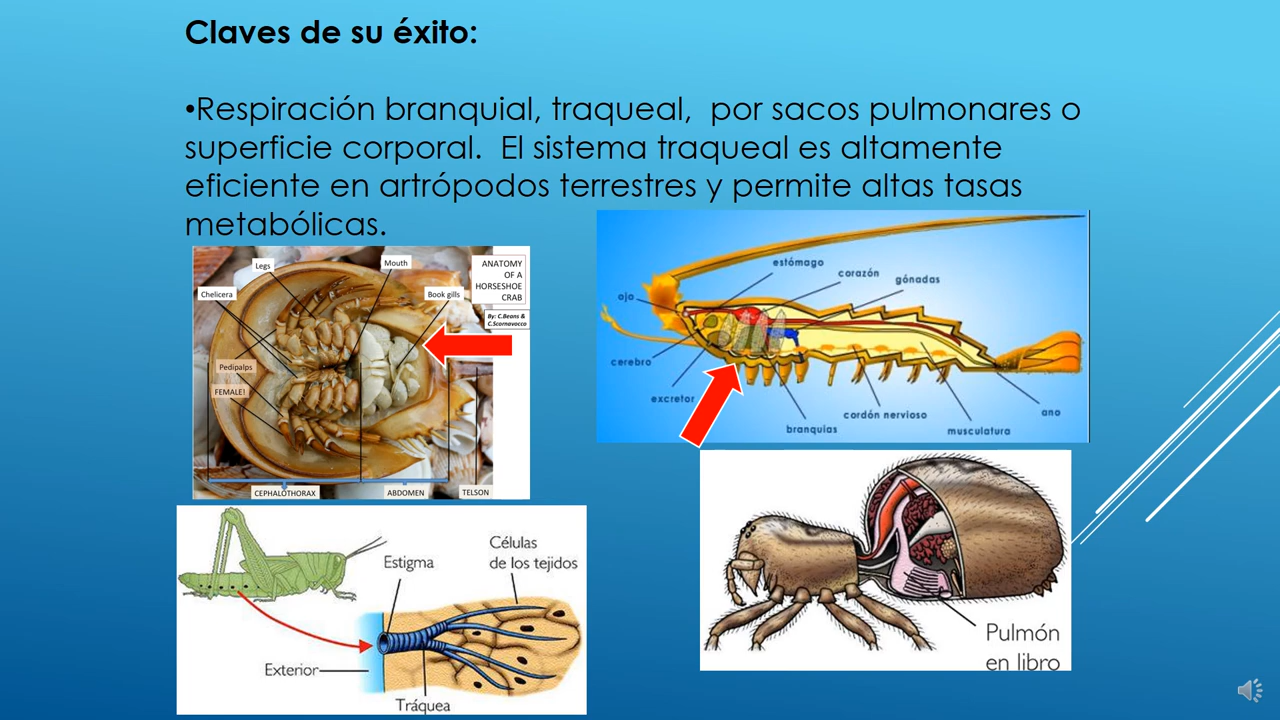 Claves de su éxito:
•Respiración branquial, traqueal,  por sacos pulmonares o
superficie corporal.  El sistema traqueal es altamente
eficiente en artrópodos terrestres y permite altas tasas
metabólicas.
Legs
Mouth
ANATOMY
OF A
HORSESHOE
CRAB
Chelicera
Book gills
By: C.Beans &
C.Scarnavocco
Pedipalps
FEMALE!
CEPHALOTHORAX
ABDOMEN
TELSON
estómago
corazón
gónadas
ojo
cerebro
excretor
branquias
cordón nervioso
musculatura
ano
Células
de los tejidos
Estigma
Exterior
Tráquea
Pulmón
en libro